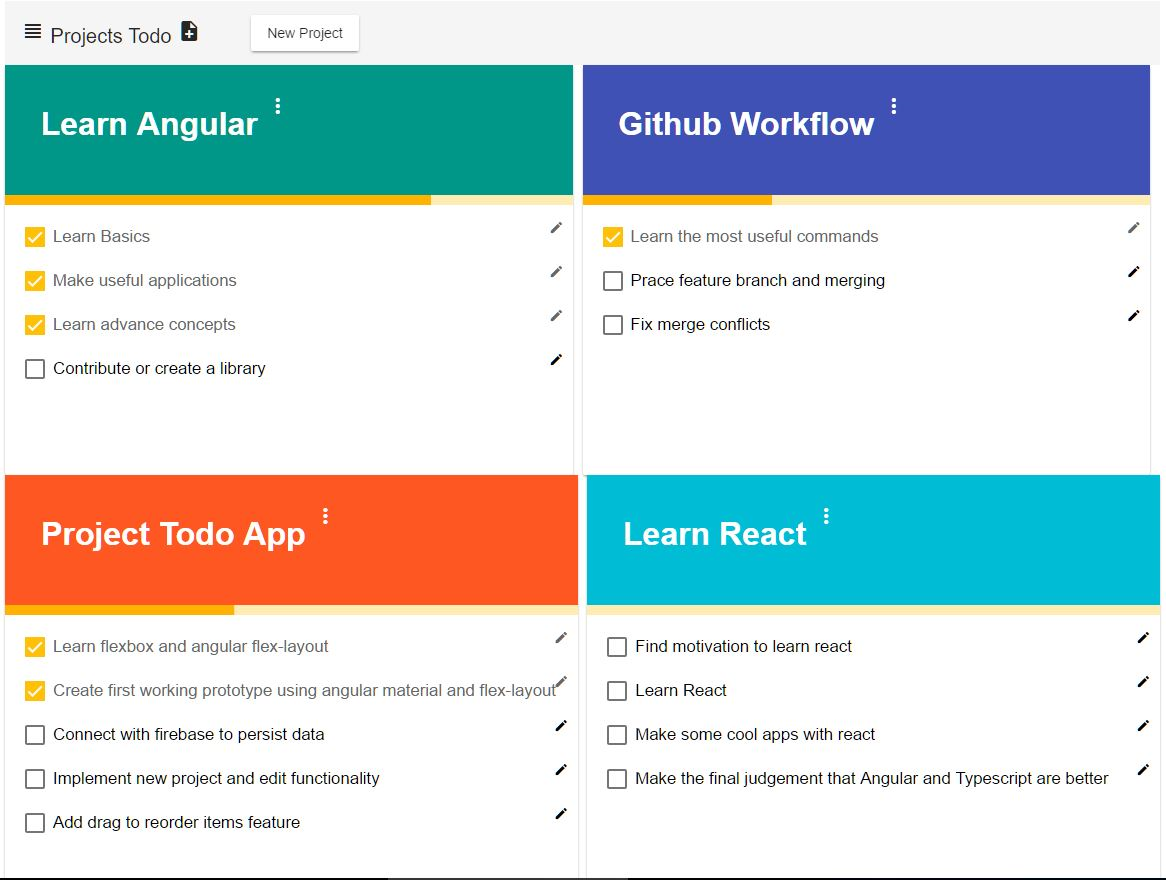 Projects Todo
New Project
Learn Angular
Learn Basics
Make useful applications
Learn advance concepts
Contribute or create a library
Github Workflow
Learn the most useful commands
Prace feature branch and merging
Fix merge conflicts
Project Todo App
Learn flexbox and angular flex-layout
Create first working prototype using angular material and flex-layout
Connect with firebase to persist data
Implement new project and edit functionality
Add drag to reorder items feature
Learn React
Find motivation to learn react
Learn React
Make some cool apps with react
Make the final judgement that Angular and Typescript are better